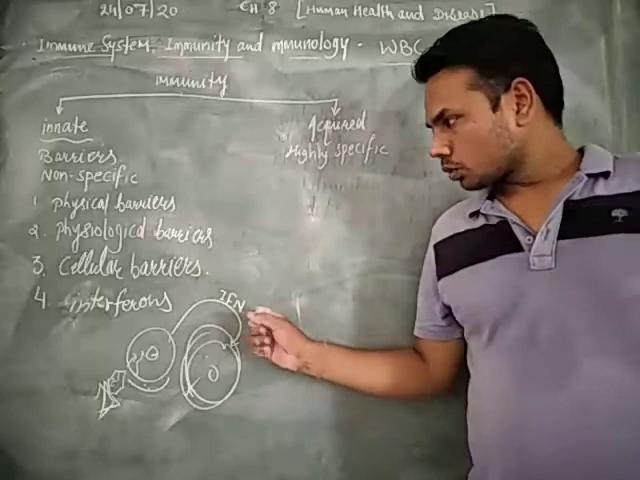 24/07/20 CH 8 [Human Health and Disease]
Immune System, Immunity and mmunology - WBC
immunity
innate
Barriers
Non-specific
1. physical barriers
2. physiological barriers
3. Cellular barriers.
4. interferons
IFN
Acquired
Highly specific